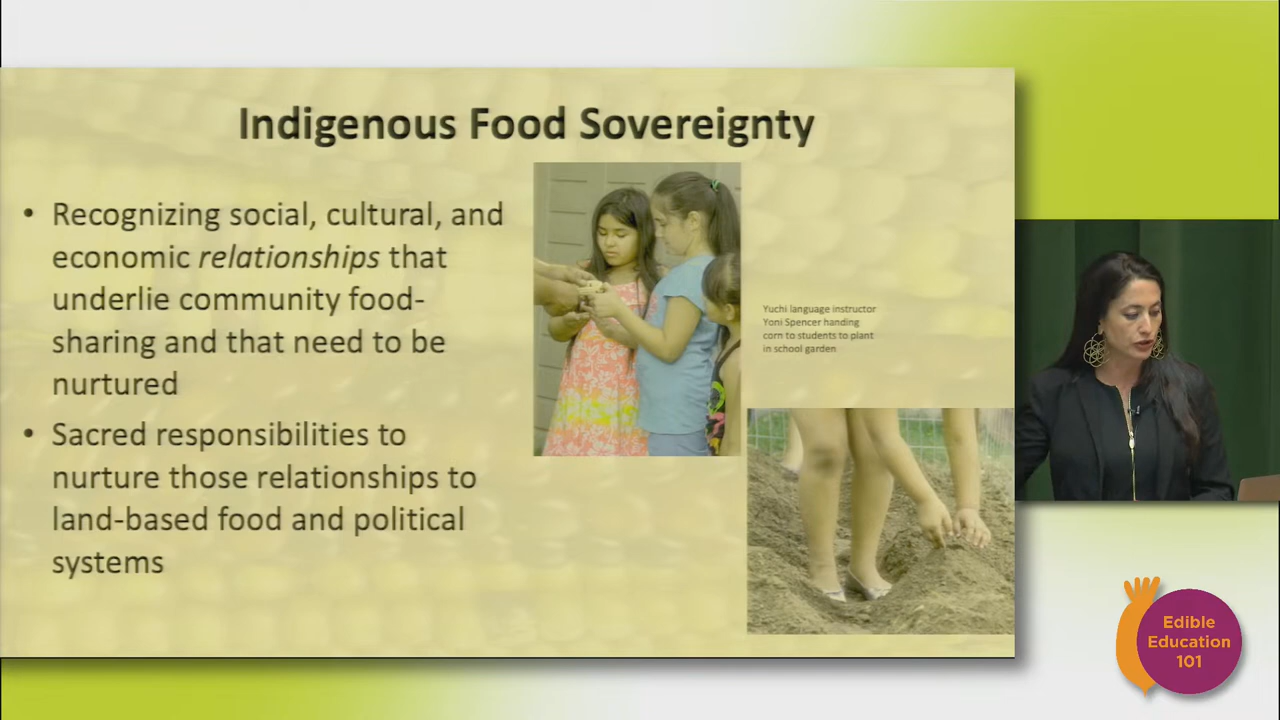 Indigenous Food Sovereignty
• Recognizing social, cultural, and
economic relationships that
underlie community food-
sharing and that need to be
nurtured
• Sacred responsibilities to
nurture those relationships to
land-based food and political
systems
Yuchi language instructor
Yoni Spencer handing
corn to students to plant
in school garden
Edible
Education
101